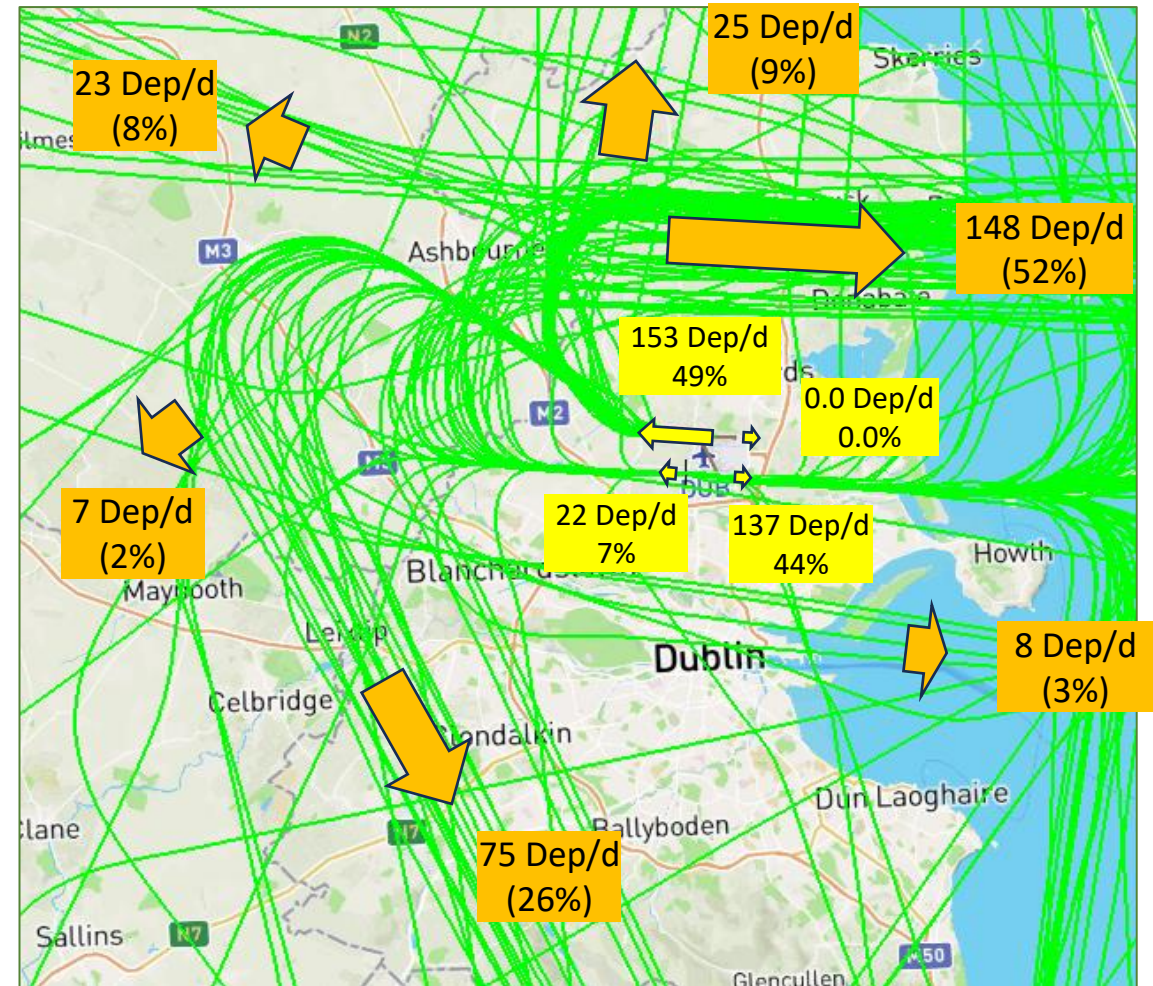 25 Dep/d
(9%)
N2
Skerries
23 Dep/d
(8%)
148 Dep/d
(52%)
M3
Ashbourne
Donabate
153 Dep/d
49%
0.0 Dep/d
0.0%
M2
DUB
7 Dep/d
(2%)
22 Dep/d
7%
137 Dep/d
44%
Howth
Maynooth
Dublin
8 Dep/d
(3%)
Celbridge
Clondalkin
Dun Laoghaire
Ballyboden
75 Dep/d
(26%)
Sallins
N7
M50
Glencullen